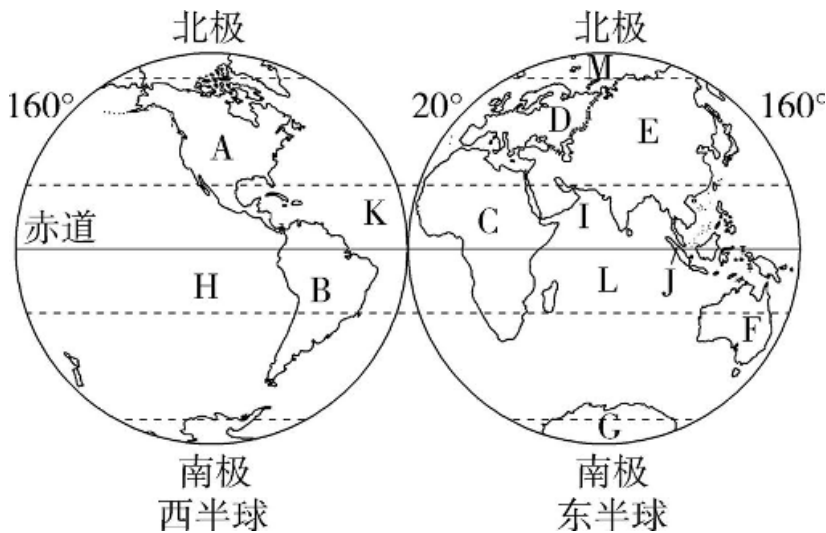 北极 北极
160° 20° 160°
M
D
A E
K C I
赤道
H B L J
F
G
南极 南极
西半球 东半球